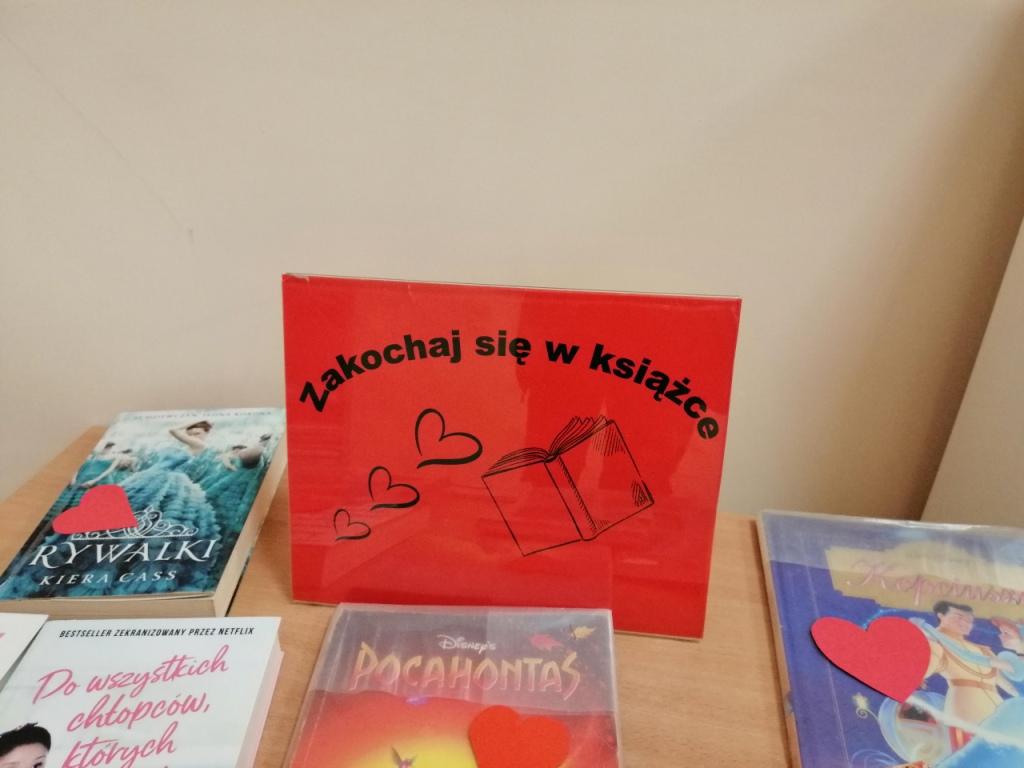 Zakochaj się w książce
RYWALKI
KIERA CASS
BESTSELLER ZEKRANIZOWANY PRZEZ NETFLIX
Do wszystkich
chłopców,
których
DISNEY'S
POCAHONTAS